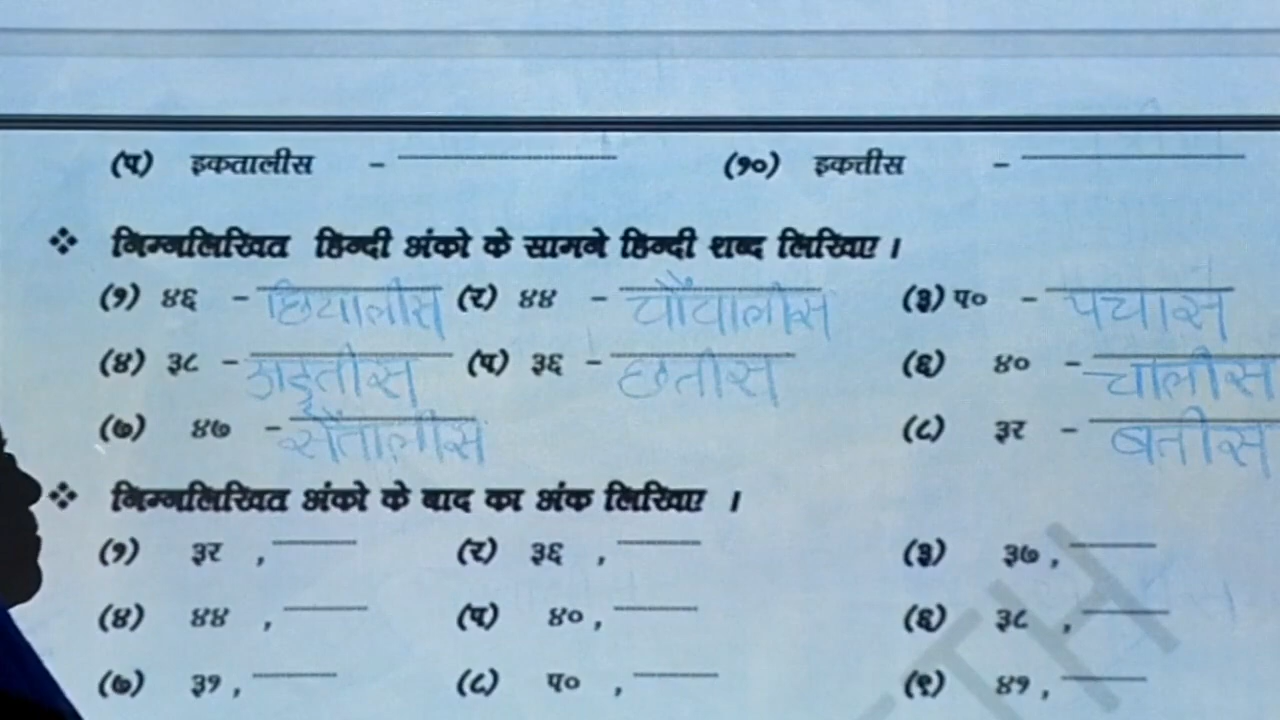 (५) इकतालीस - (१०) इकत्तीस -
❖ निम्नलिखित हिन्दी अंको के सामने हिन्दी शब्द लिखिए ।
(१) ४६ - छियालीस (२) ४४ - चौंवालीस (३) ५० - पचास
(४) ३८ - अड़तीस (५) ३६ - छतीस (६) ४० - चालीस
(७) ४७ - सैंतालीस (८) ३२ - बतीस
❖ निम्नलिखित अंको के बाद का अंक लिखिए ।
(१) ३२ , (२) ३६ , (३) ३७ ,
(४) ४४ , (५) ४० , (६) ३८ ,
(७) ३१ , (८) ५० , (९) ४१ ,